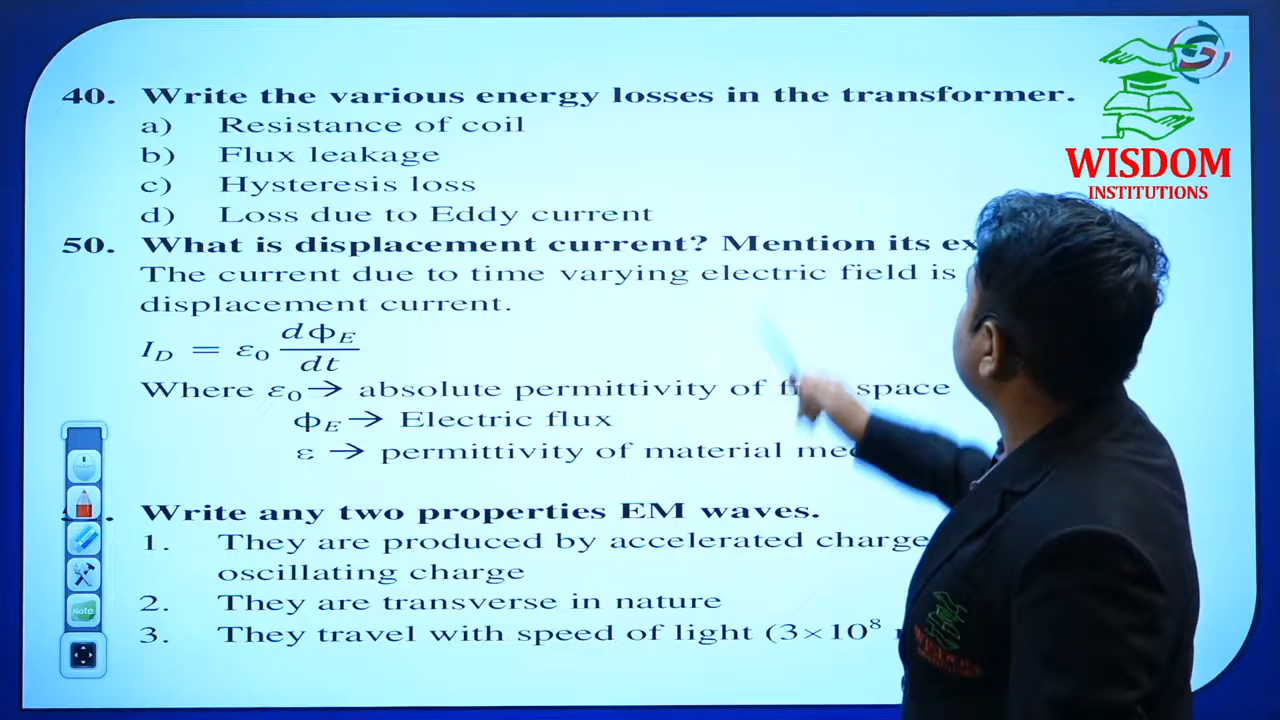 40. Write the various energy losses in the transformer.
a) Resistance of coil
b) Flux leakage
c) Hysteresis loss
d) Loss due to Eddy current
50. What is displacement current? Mention its
The current due to time varying electric field is
displacement current.
I_D = ε₀ dϕ_E/dt
Where ε₀→ absolute permittivity of space
ϕ_E→ Electric flux
ε → permittivity of material
Write any two properties EM waves.
1. They are produced by accelerated charge
oscillating charge
2. They are transverse in nature
3. They travel with speed of light (3×10⁸
WISDOM
INSTITUTIONS
Note